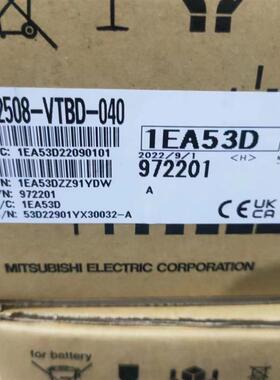 2508-VTBD-040
C: 1EA53D22090101
1EA53D
2022/9/1 <H>
972201
/N: 1EA53DZZ91YDW
A
/N: 972201
/C: 1EA53D
N: 53D22901YX30032-A
CE UK CA
MITSUBISHI ELECTRIC CORPORATION
for battery